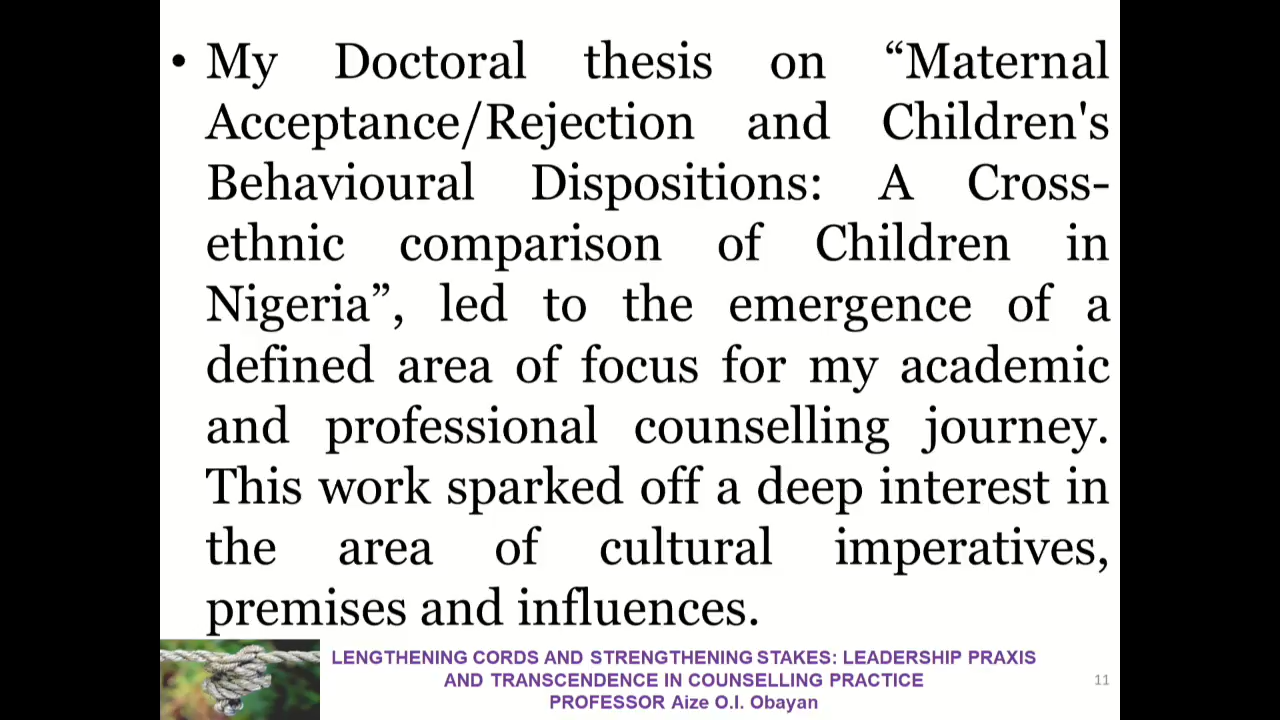 • My Doctoral thesis on “Maternal
Acceptance/Rejection and Children's
Behavioural Dispositions: A Cross-
ethnic comparison of Children in
Nigeria”, led to the emergence of a
defined area of focus for my academic
and professional counselling journey.
This work sparked off a deep interest in
the area of cultural imperatives,
premises and influences.
LENGTHENING CORDS AND STRENGTHENING STAKES: LEADERSHIP PRAXIS
AND TRANSCENDENCE IN COUNSELLING PRACTICE
PROFESSOR Aize O.I. Obayan
11